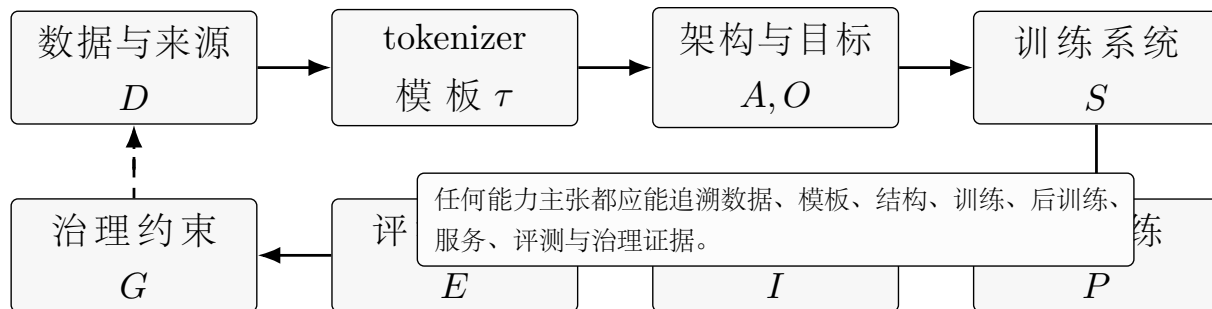 数据与来源
D
tokenizer
模板 τ
架构与目标
A, O
训练系统
S
任何能力主张都应能追溯数据、模板、结构、训练、后训练、
服务、评测与治理证据。
治理约束
G
评
E
I
练
P